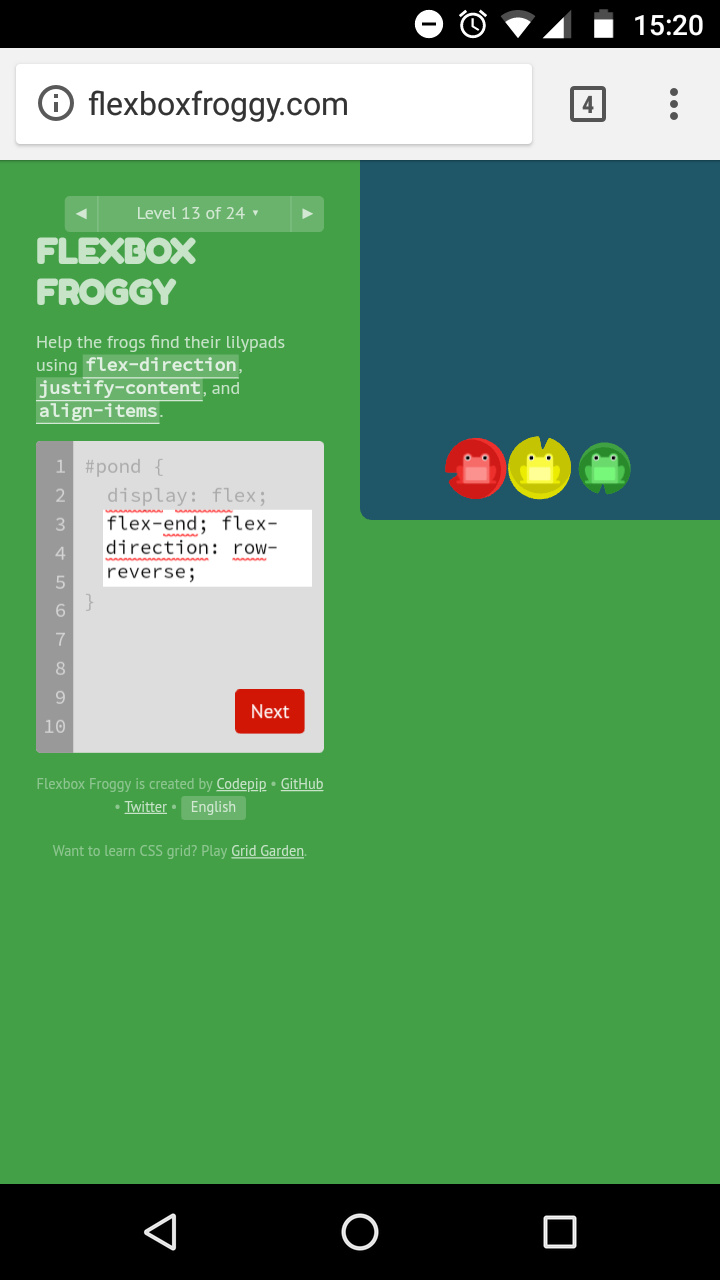 15:20
flexboxfroggy.com
4
◀ Level 13 of 24 ▾ ▶
FLEXBOX
FROGGY
Help the frogs find their lilypads
using flex-direction,
justify-content, and
align-items.
1 #pond {
2 display: flex;
3 flex-end; flex-
4 direction: row-
5 reverse;
6 }
7
8
9
10
Next
Flexbox Froggy is created by Codepip • GitHub
• Twitter • English
Want to learn CSS grid? Play Grid Garden.